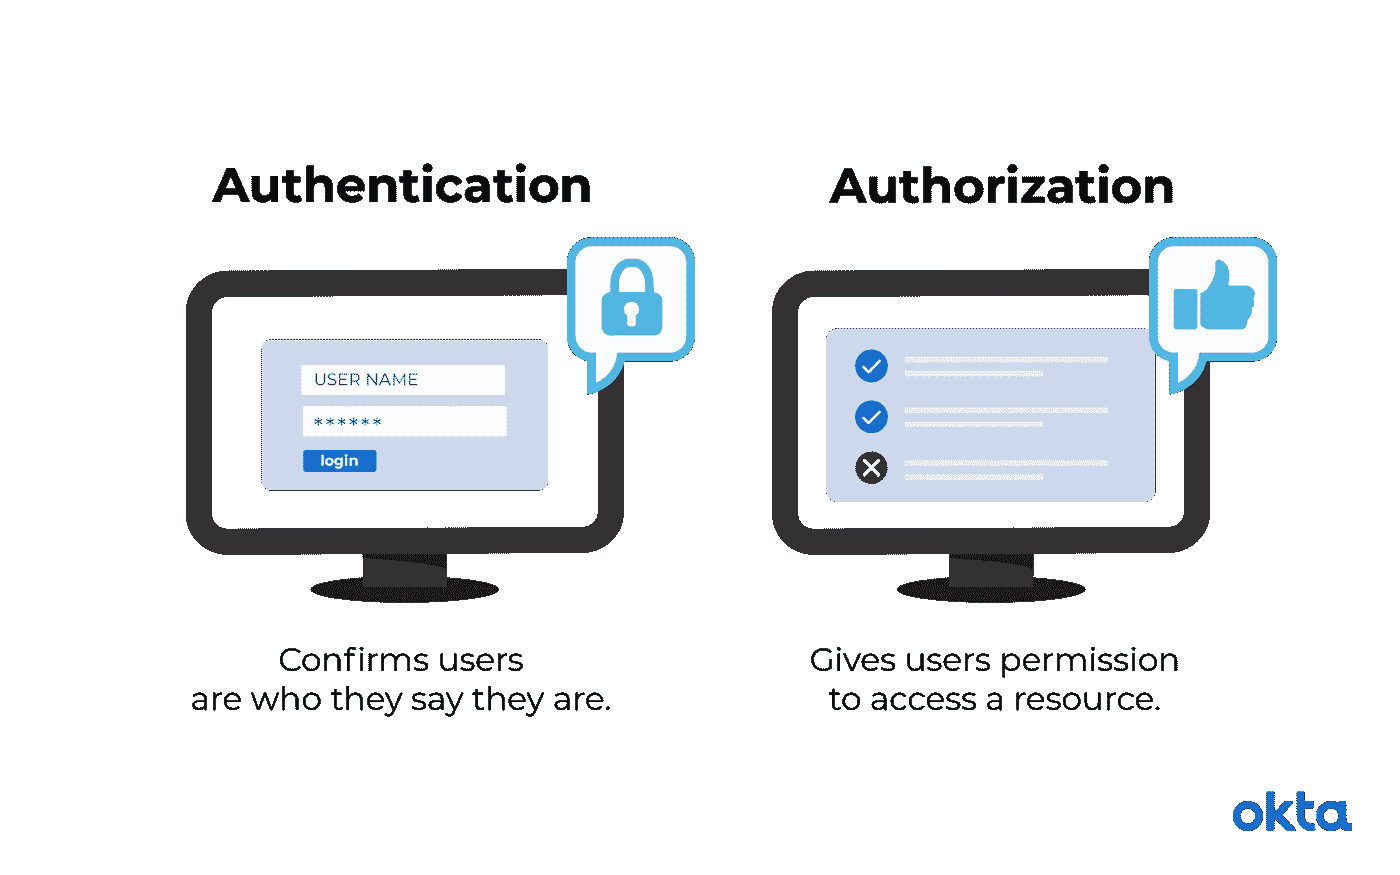 Authentication
USER NAME
******
login
Confirms users
are who they say they are.
Authorization
Gives users permission
to access a resource.
okta